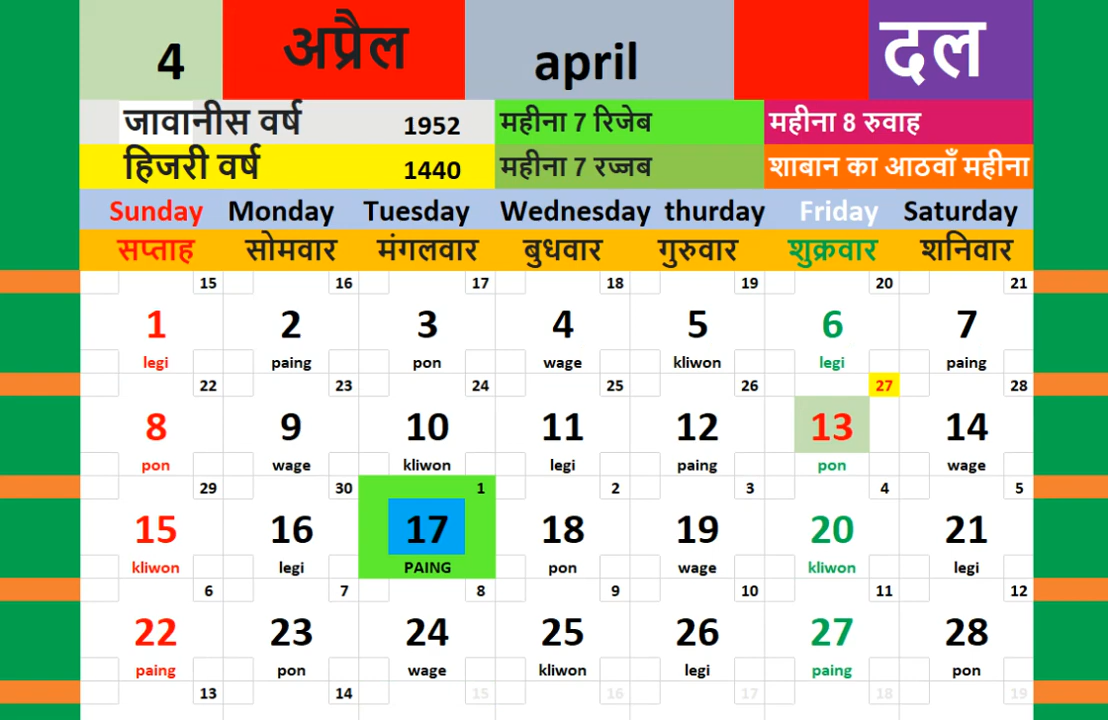 4 अप्रैल april दल
जावानीस वर्ष 1952 महीना 7 रिजेब महीना 8 रुवाह
हिजरी वर्ष 1440 महीना 7 रज्जब शाबान का आठवाँ महीना
Sunday Monday Tuesday Wednesday thurday Friday Saturday
सप्ताह सोमवार मंगलवार बुधवार गुरुवार शुक्रवार शनिवार
15 16 17 18 19 20 21
1 2 3 4 5 6 7
legi paing pon wage kliwon legi paing
22 23 24 25 26 27 28
8 9 10 11 12 13 14
pon wage kliwon legi paing pon wage
29 30 1 2 3 4 5
15 16 17 18 19 20 21
kliwon legi PAING pon wage kliwon legi
6 7 8 9 10 11 12
22 23 24 25 26 27 28
paing pon wage kliwon legi paing pon
13 14 15 16 17 18 19